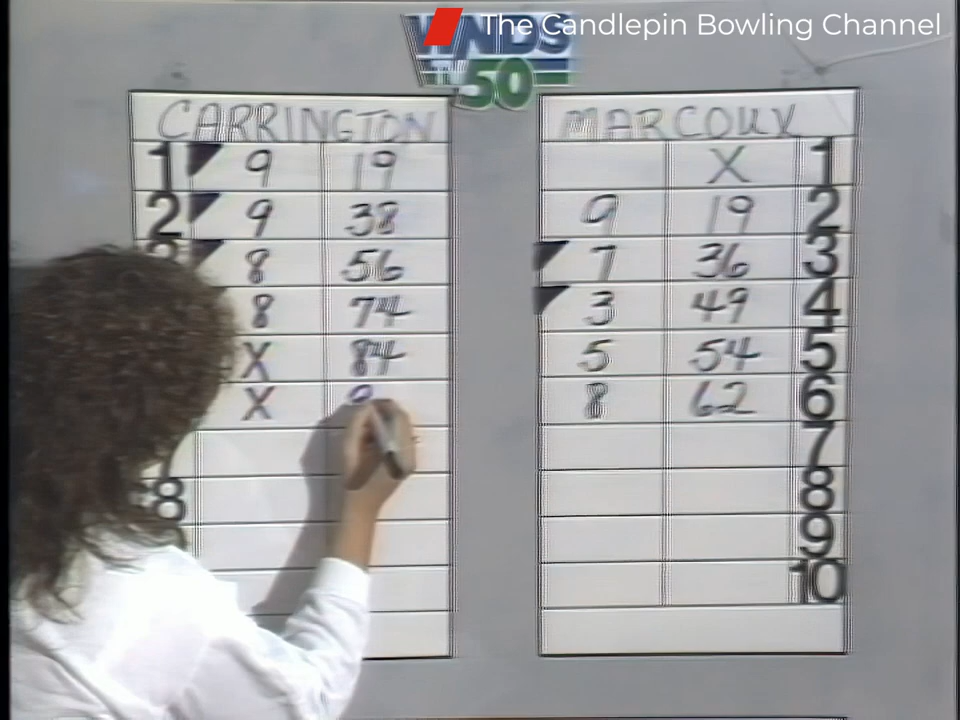 The Candlepin Bowling Channel
WNDS
TV 50
CARRINGTON MARCOUX
1 9 19 X 1
2 9 38 9 19 2
8 56 7 36 3
8 74 3 49 4
X 84 5 54 5
X 9 8 62 6
7
8 8
9
10